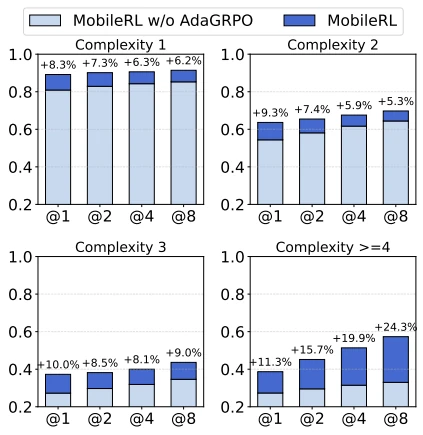 MobileRL w/o AdaGRPO MobileRL
Complexity 1
+8.3% +7.3% +6.3% +6.2%
1.0
0.8
0.6
0.4
0.2
@1 @2 @4 @8
Complexity 2
+9.3% +7.4% +5.9% +5.3%
1.0
0.8
0.6
0.4
0.2
@1 @2 @4 @8
Complexity 3
+10.0% +8.5% +8.1% +9.0%
1.0
0.8
0.6
0.4
0.2
@1 @2 @4 @8
Complexity >=4
+11.3% +15.7% +19.9% +24.3%
1.0
0.8
0.6
0.4
0.2
@1 @2 @4 @8